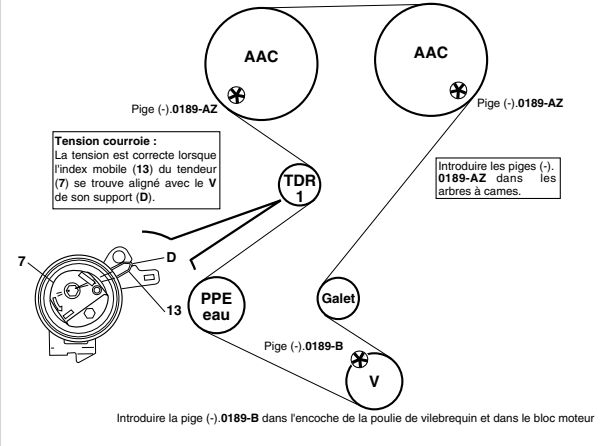 AAC
AAC
Pige (-).0189-AZ
Pige (-).0189-AZ
Tension courroie :
La tension est correcte lorsque
l'index mobile (13) du tendeur
(7) se trouve aligné avec le V
de son support (D).
TDR
1
Introduire les piges (-).
0189-AZ dans les
arbres à cames.
7
D
13
PPE
eau
Galet
Pige (-).0189-B
V
Introduire la pige (-).0189-B dans l'encoche de la poulie de vilebrequin et dans le bloc moteur